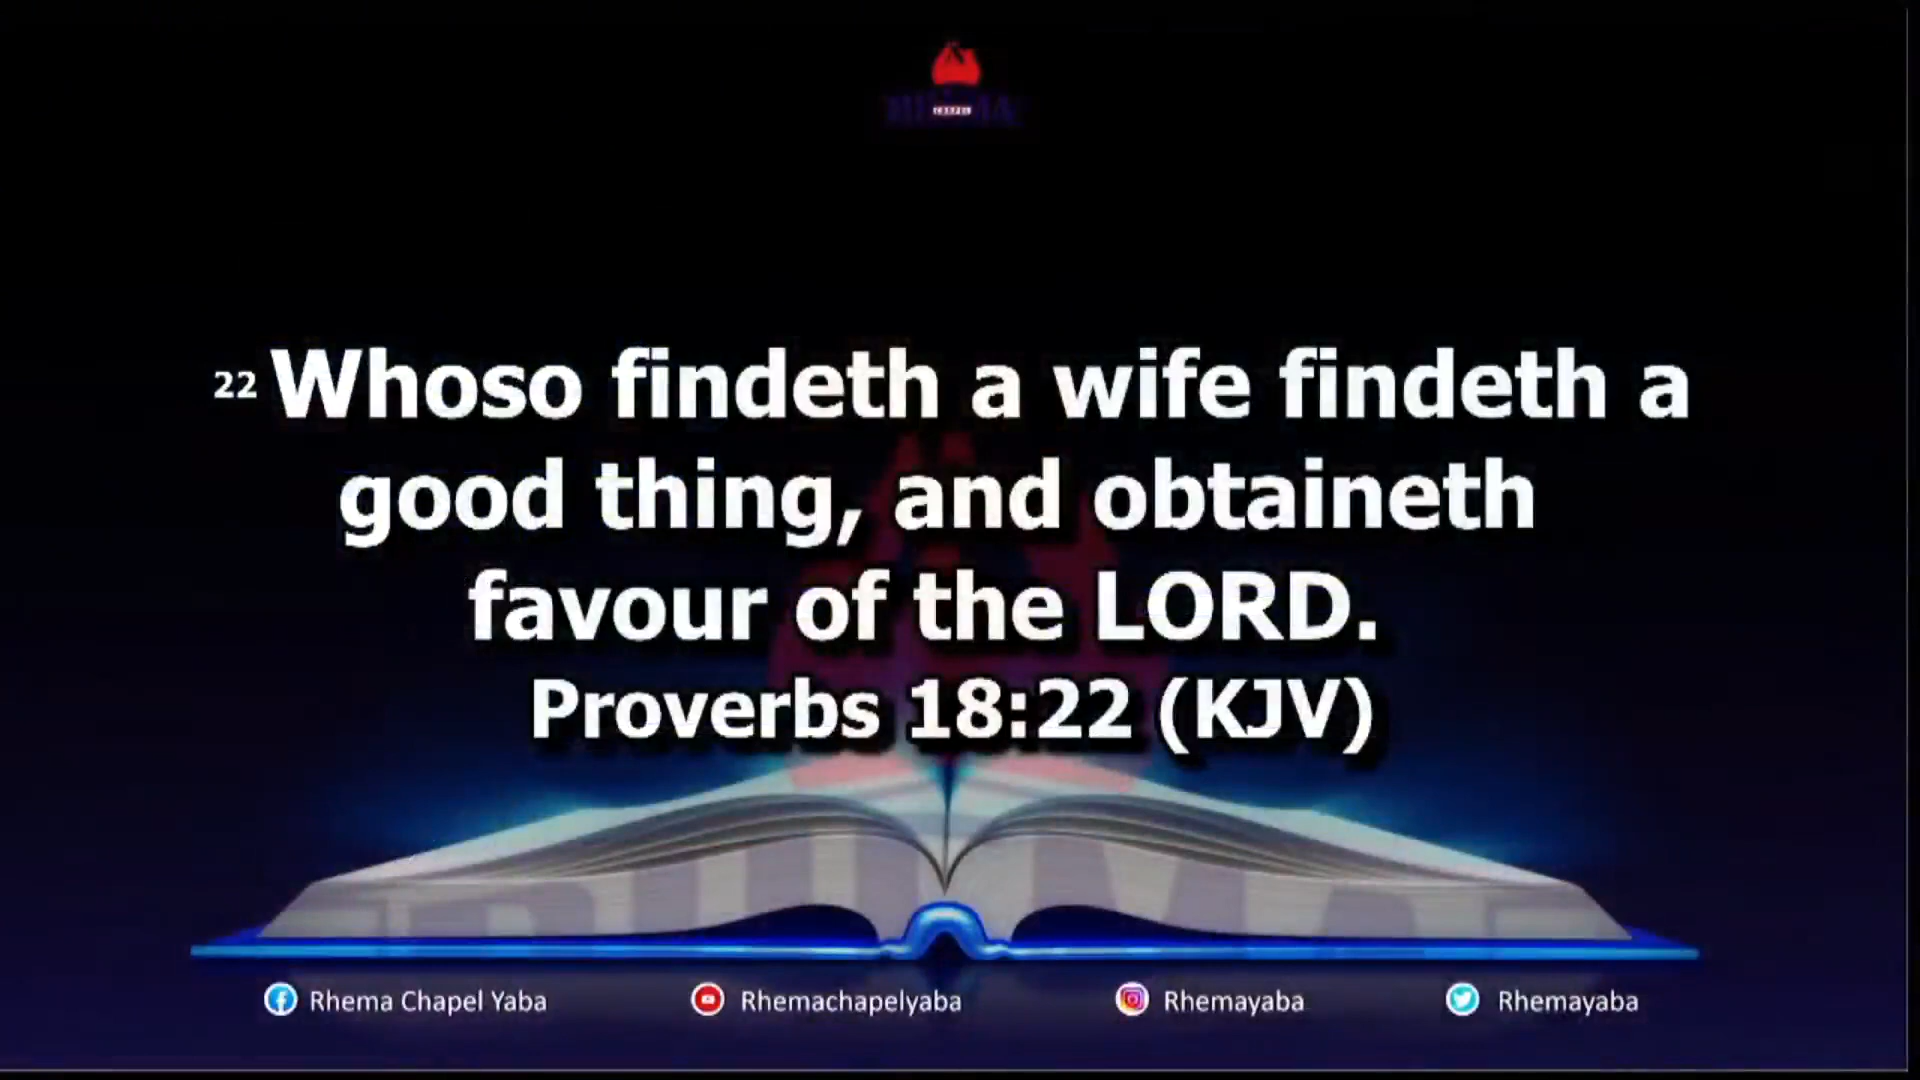 CHAPEL
22 Whoso findeth a wife findeth a
good thing, and obtaineth
favour of the LORD.
Proverbs 18:22 (KJV)
Rhema Chapel Yaba Rhemachapelyaba Rhemayaba Rhemayaba